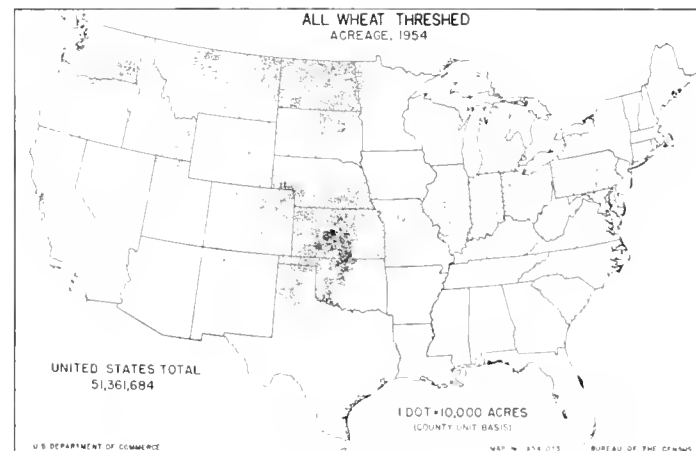 ALL WHEAT THRESHED
ACREAGE, 1954
UNITED STATES TOTAL
51,361,684
1 DOT=10,000 ACRES
(COUNTY UNIT BASIS)
U.S. DEPARTMENT OF COMMERCE
MAP BUREAU OF THE CENSUS